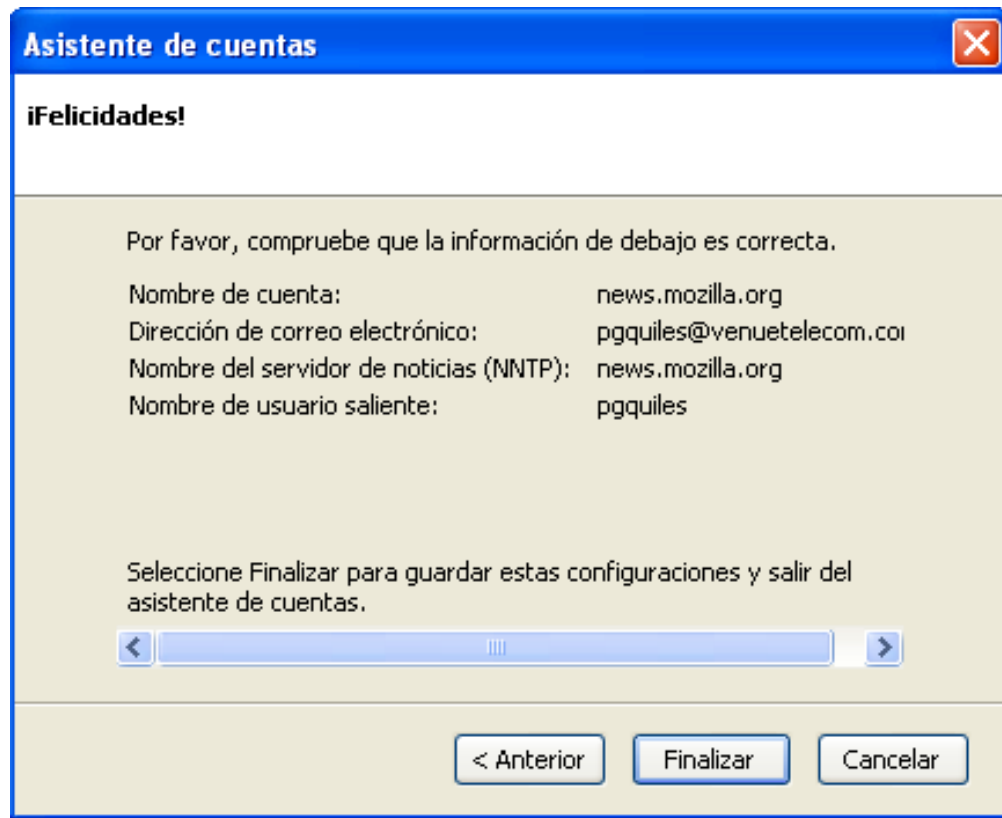 Asistente de cuentas
¡Felicidades!
Por favor, compruebe que la información de debajo es correcta.
Nombre de cuenta: news.mozilla.org
Dirección de correo electrónico: pgquiles@venuetelecom.co
Nombre del servidor de noticias (NNTP): news.mozilla.org
Nombre de usuario saliente: pgquiles
Seleccione Finalizar para guardar estas configuraciones y salir del
asistente de cuentas.
< Anterior Finalizar Cancelar